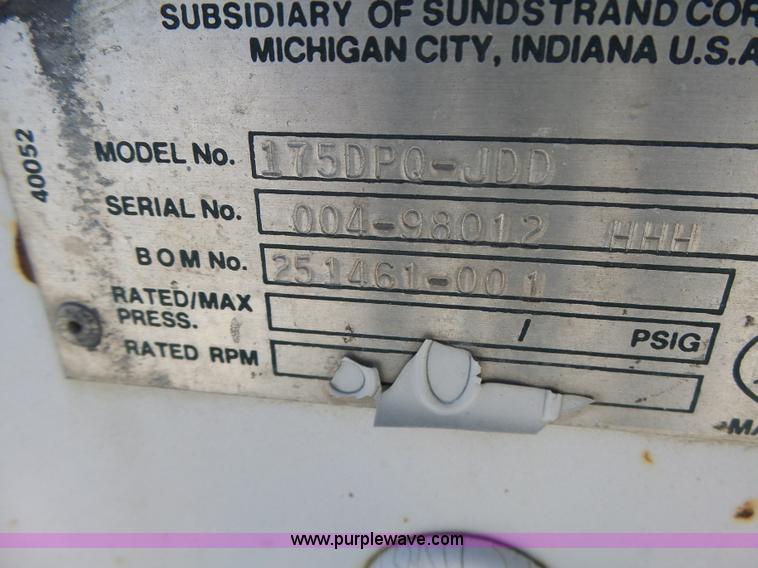 SUBSIDIARY OF SUNDSTRAND COR
MICHIGAN CITY, INDIANA U.S.A
40052
MODEL No. 175DPQ-JDD
SERIAL No. 004-98012 HHH
BOM No. 251461-001
RATED/MAX
PRESS. / PSIG
RATED RPM
MA
www.purplewave.com